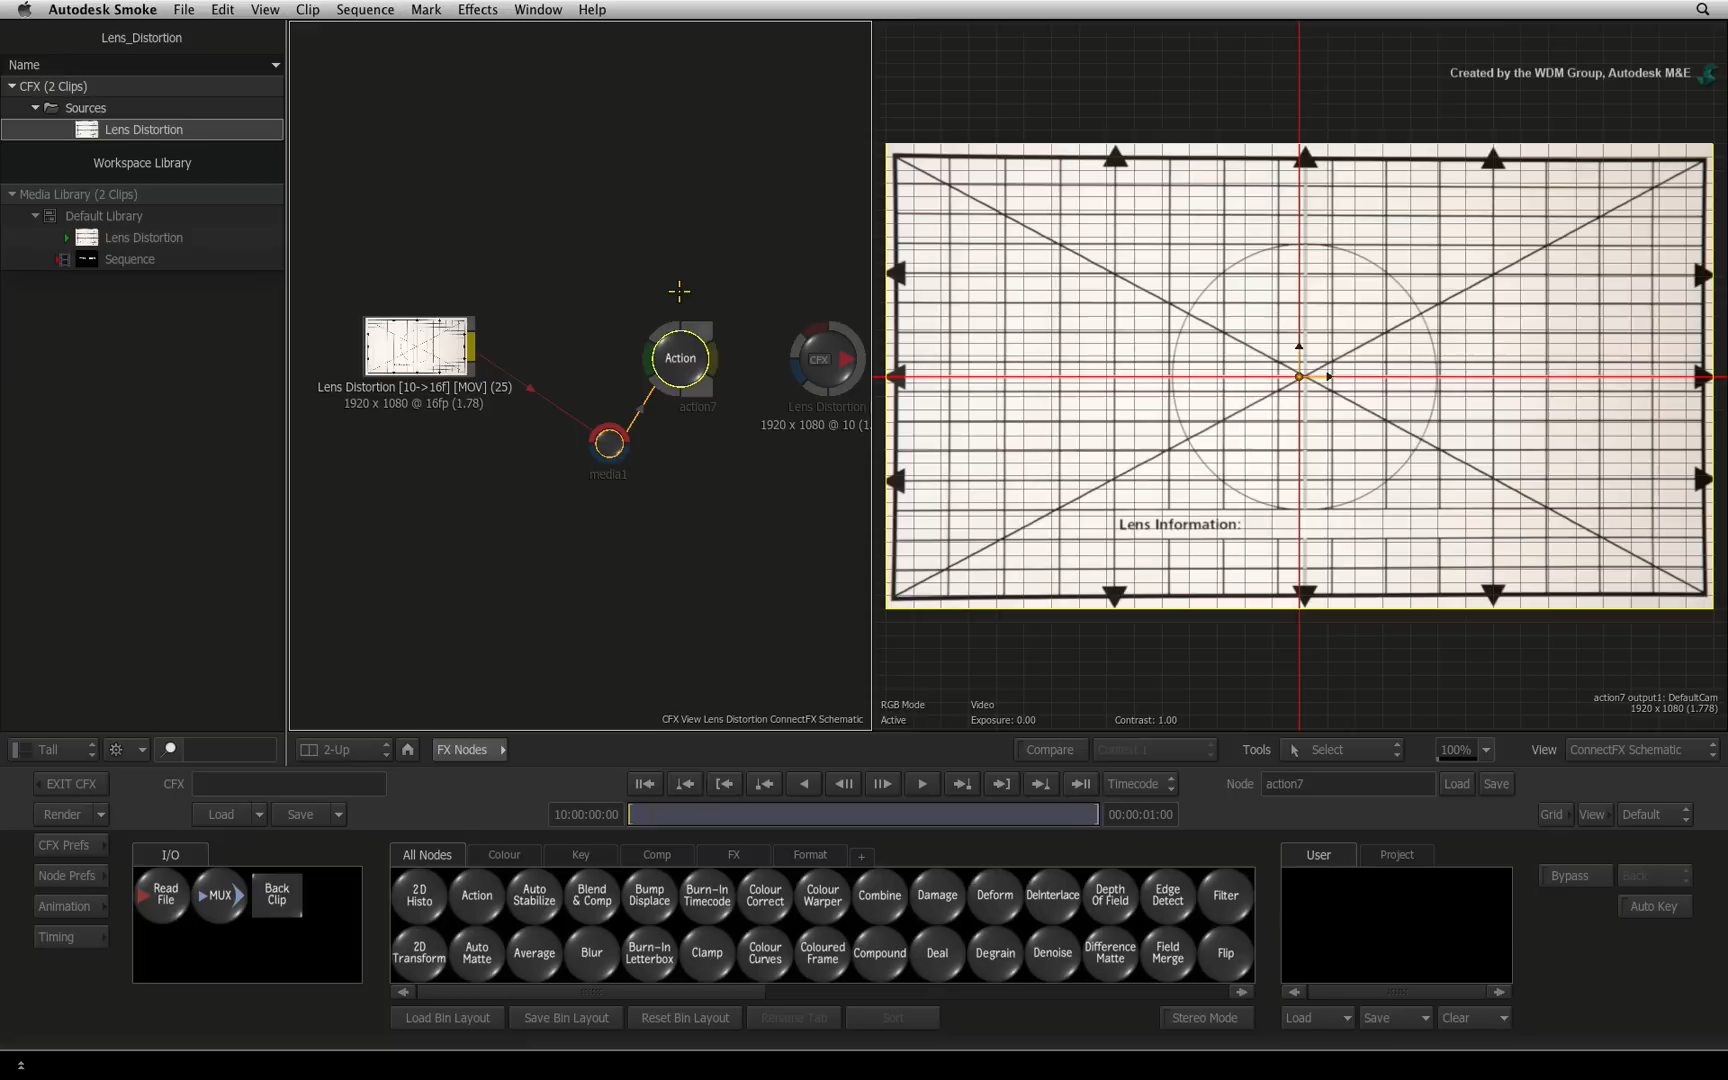 Autodesk Smoke File Edit View Clip Sequence Mark Effects Window Help
Lens_Distortion
Name
CFX (2 Clips)
Sources
Lens Distortion
Workspace Library
Media Library (2 Clips)
Default Library
Lens Distortion
Sequence
Lens Distortion [10->16f] [MOV] (25)
1920 x 1080 @ 16fp (1.78)
Action
action7
media1
CFX
Lens Distortion
1920 x 1080 @ 10 (1.
CFX View Lens Distortion ConnectFX Schematic
Created by the WDM Group, Autodesk M&E
Lens Information:
RGB Mode Video
Active Exposure: 0.00 Contrast: 1.00
action7 output1: DefaultCam
1920 x 1080 (1.778)
Tall 2-Up FX Nodes Compare Context 1 Tools Select 100% View ConnectFX Schematic
EXIT CFX CFX Timecode Node action7 Load Save
Render Load Save 10:00:00:00 00:00:01:00 Grid View Default
CFX Prefs
Node Prefs
Animation
Timing
I/O
Read File
MUX
Back Clip
All Nodes Colour Key Comp FX Format +
2D Histo
Action
Auto Stabilize
Blend & Comp
Bump Displace
Burn-In Timecode
Colour Correct
Colour Warper
Combine
Damage
Deform
DeInterlace
Depth Of Field
Edge Detect
Filter
2D Transform
Auto Matte
Average
Blur
Burn-In Letterbox
Clamp
Colour Curves
Coloured Frame
Compound
Deal
Degrain
Denoise
Difference Matte
Field Merge
Flip
Load Bin Layout Save Bin Layout Reset Bin Layout Rename Tab Sort Stereo Mode
User Project
Load Save Clear
Bypass Back
Auto Key